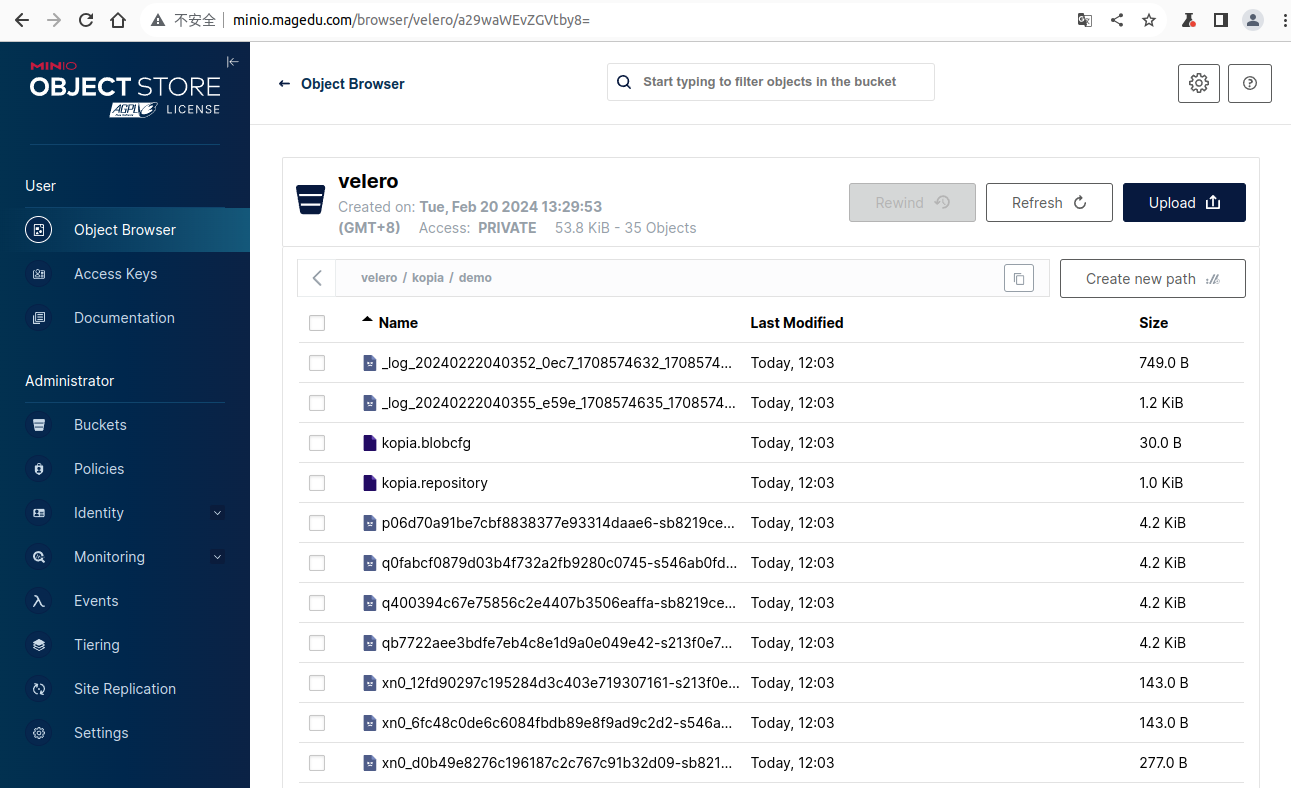 不安全 minio.magedu.com/browser/velero/a29waWEvZGVtby8=
MINIO
OBJECT STORE
AGPLv3 LICENSE
← Object Browser
Start typing to filter objects in the bucket
User
Object Browser
Access Keys
Documentation
Administrator
Buckets
Policies
Identity
Monitoring
Events
Tiering
Site Replication
Settings
velero
Created on: Tue, Feb 20 2024 13:29:53
(GMT+8) Access: PRIVATE 53.8 KiB - 35 Objects
Rewind
Refresh
Upload
velero / kopia / demo
Create new path
Name Last Modified Size
_log_20240222040352_0ec7_1708574632_1708574... Today, 12:03 749.0 B
_log_20240222040355_e59e_1708574635_1708574... Today, 12:03 1.2 KiB
kopia.blobcfg Today, 12:03 30.0 B
kopia.repository Today, 12:03 1.0 KiB
p06d70a91be7cbf8838377e93314daae6-sb8219ce... Today, 12:03 4.2 KiB
q0fabcf0879d03b4f732a2fb9280c0745-s546ab0fd... Today, 12:03 4.2 KiB
q400394c67e75856c2e4407b3506eaffa-sb8219ce... Today, 12:03 4.2 KiB
qb7722aee3bdfe7eb4c8e1d9a0e049e42-s213f0e7... Today, 12:03 4.2 KiB
xn0_12fd90297c195284d3c403e719307161-s213f0e... Today, 12:03 143.0 B
xn0_6fc48c0de6c6084fbdb89e8f9ad9c2d2-s546a... Today, 12:03 143.0 B
xn0_d0b49e8276c196187c2c767c91b32d09-sb821... Today, 12:03 277.0 B